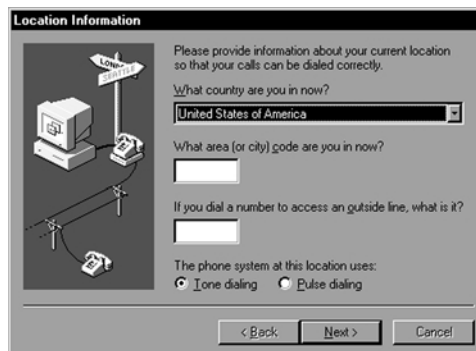 Location Information
LOND
SEATTLE
Please provide information about your current location
so that your calls can be dialed correctly.
What country are you in now?
United States of America
What area (or city) code are you in now?
If you dial a number to access an outside line, what is it?
The phone system at this location uses:
Tone dialing Pulse dialing
< Back Next > Cancel